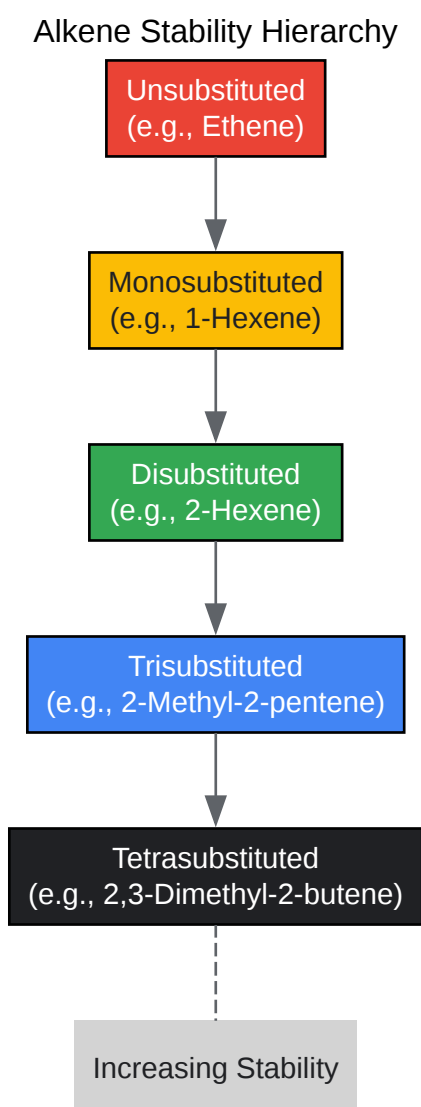 Alkene Stability Hierarchy
Unsubstituted
(e.g., Ethene)
Monosubstituted
(e.g., 1-Hexene)
Disubstituted
(e.g., 2-Hexene)
Trisubstituted
(e.g., 2-Methyl-2-pentene)
Tetrasubstituted
(e.g., 2,3-Dimethyl-2-butene)
Increasing Stability